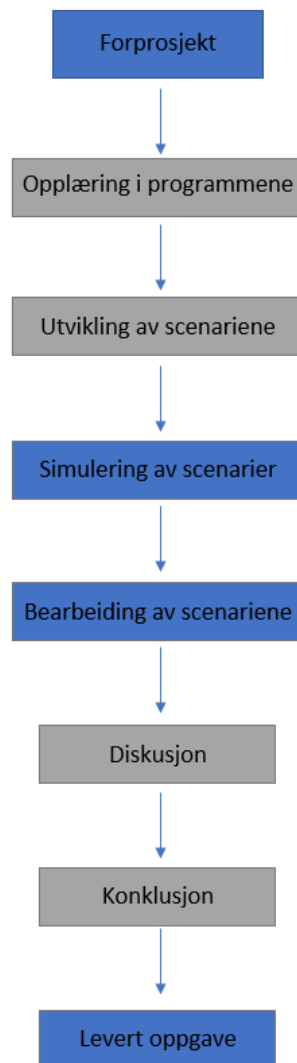 Forprosjekt
Opplæring i programmene
Utvikling av scenariene
Simulering av scenarier
Bearbeiding av scenariene
Diskusjon
Konklusjon
Levert oppgave